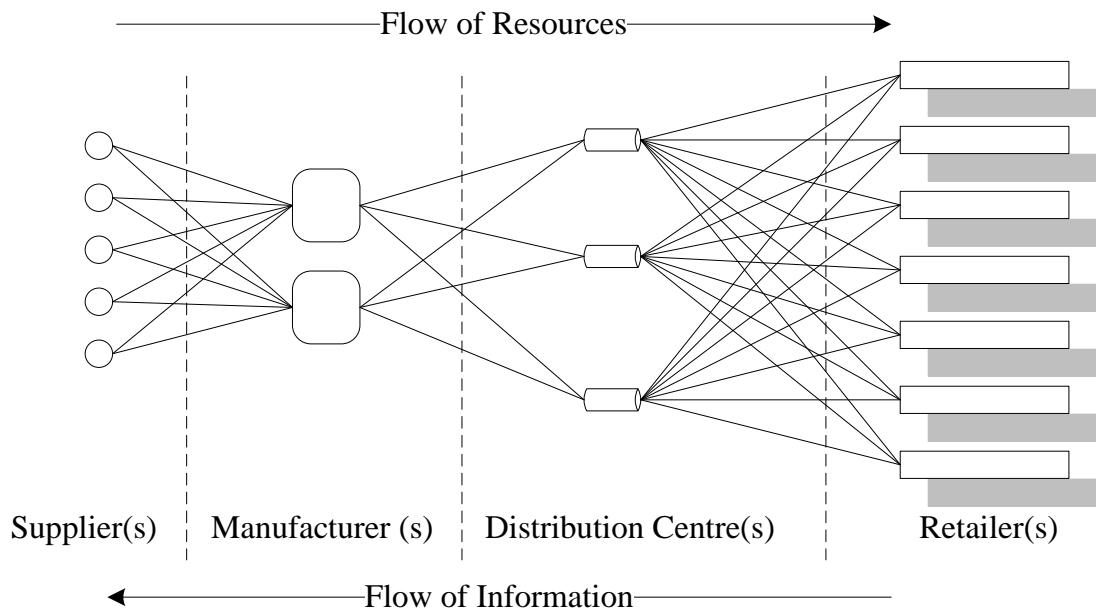 Flow of Resources
Supplier(s)
Manufacturer (s)
Distribution Centre(s)
Retailer(s)
Flow of Information